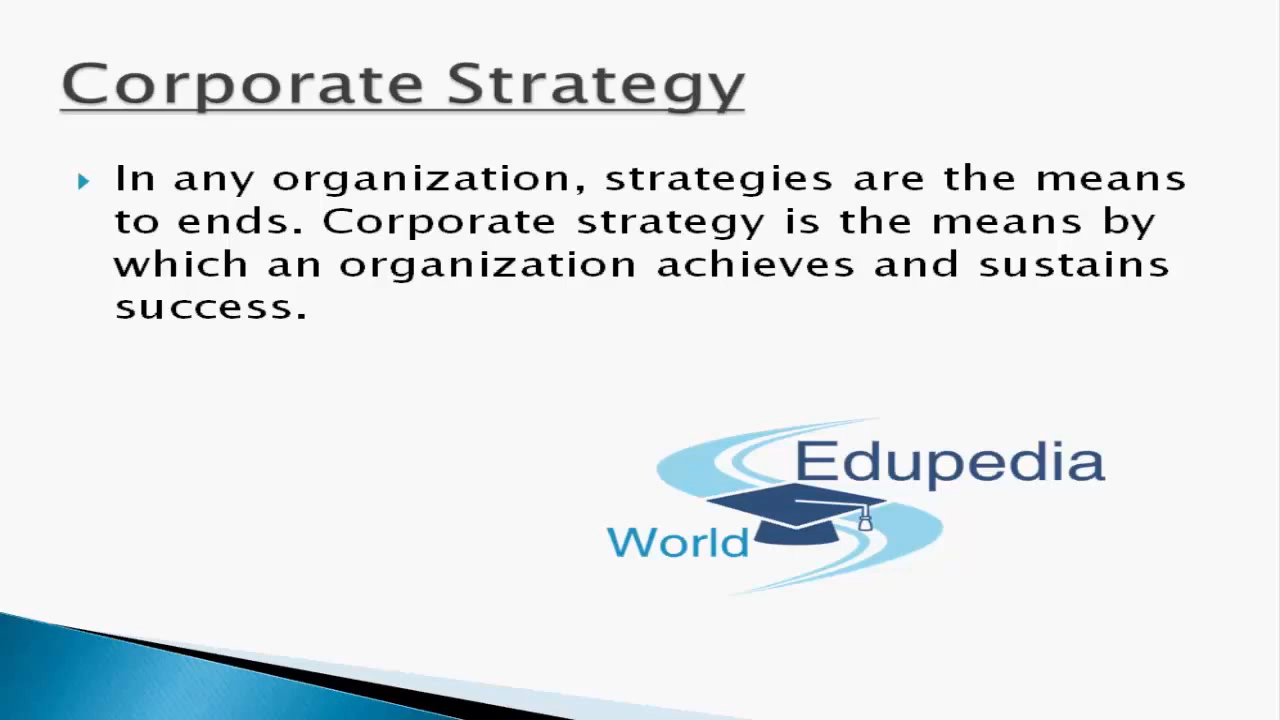 Corporate Strategy
In any organization, strategies are the means
to ends. Corporate strategy is the means by
which an organization achieves and sustains
success.
Edupedia
World